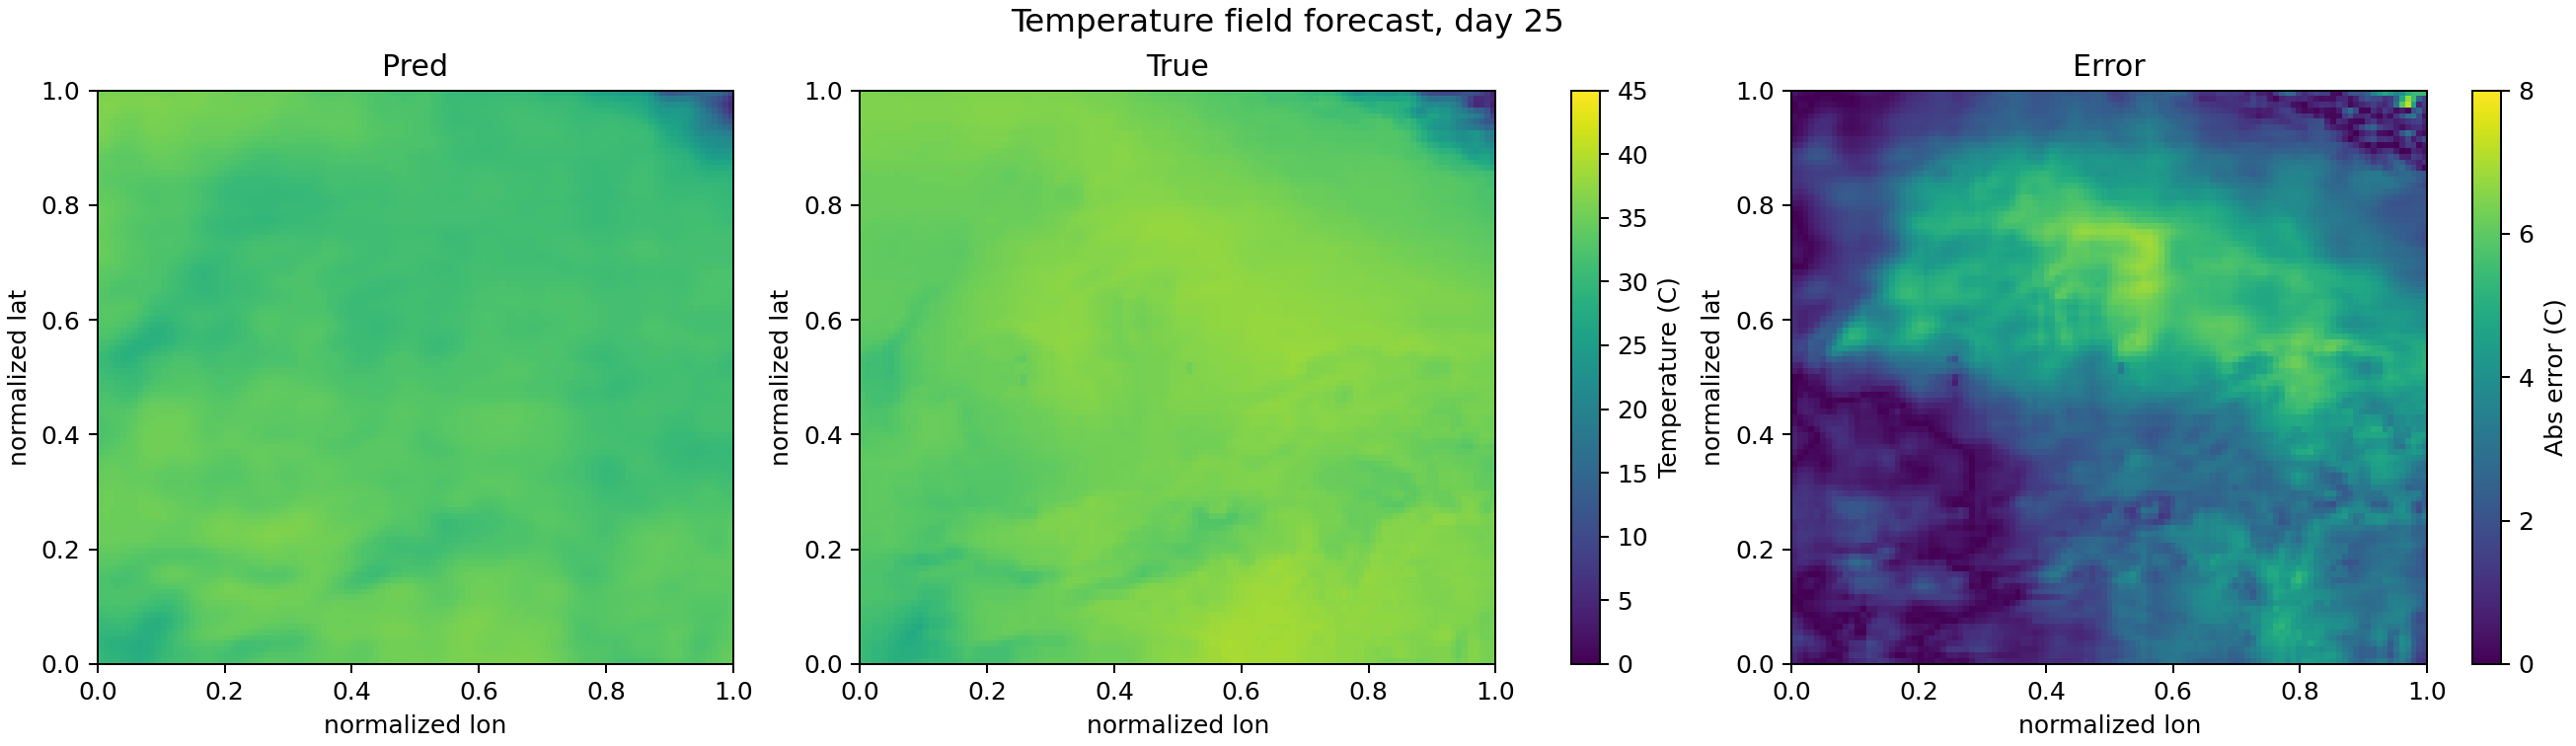 Temperature field forecast, day 25
Pred
1.0
0.8
0.6
0.4
0.2
0.0
normalized lat
0.0 0.2 0.4 0.6 0.8 1.0
normalized lon
True
1.0
0.8
0.6
0.4
0.2
0.0
normalized lat
0.0 0.2 0.4 0.6 0.8 1.0
normalized lon
45
40
35
30
25
20
15
10
5
0
Temperature (C)
Error
1.0
0.8
0.6
0.4
0.2
0.0
normalized lat
0.0 0.2 0.4 0.6 0.8 1.0
normalized lon
8
6
4
2
0
Abs error (C)